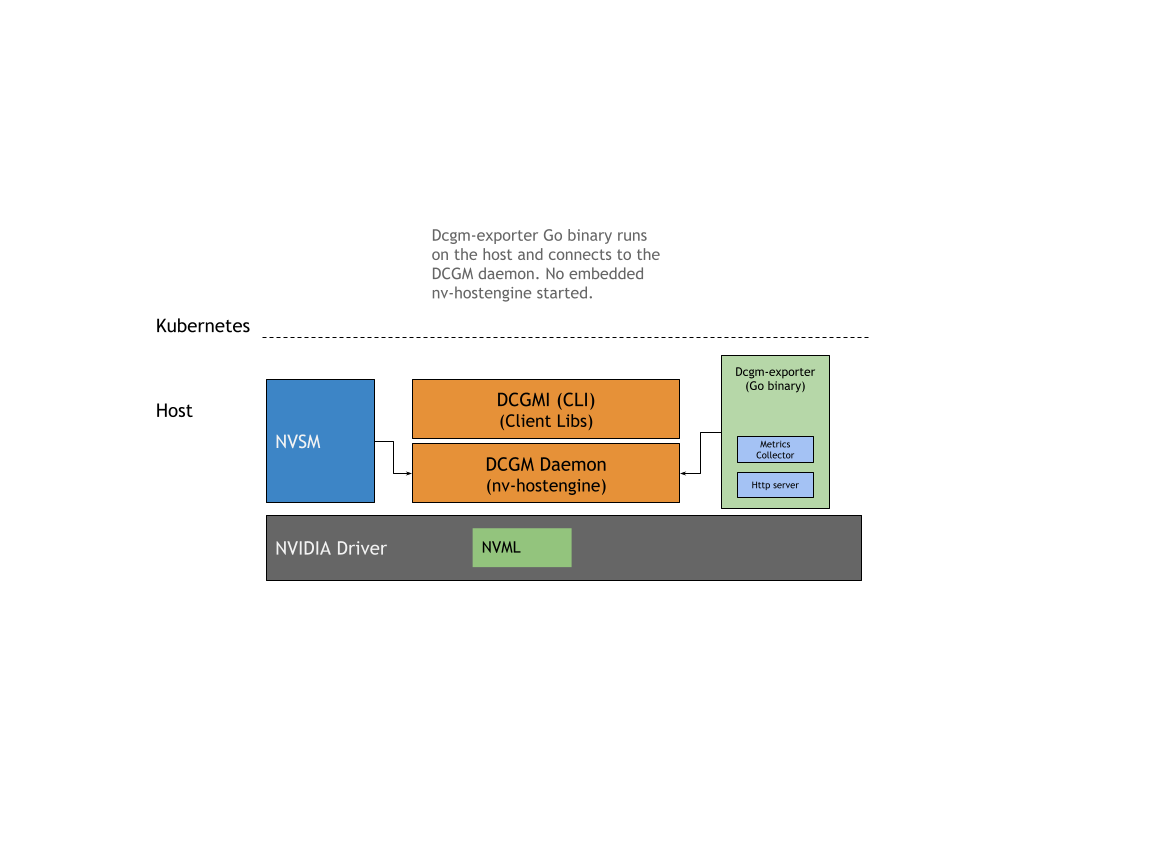 Dcgm-exporter Go binary runs
on the host and connects to the
DCGM daemon. No embedded
nv-hostengine started.
Kubernetes
Host
NVSM
DCGMI (CLI)
(Client Libs)
DCGM Daemon
(nv-hostengine)
Dcgm-exporter
(Go binary)
Metrics
Collector
Http server
NVIDIA Driver
NVML